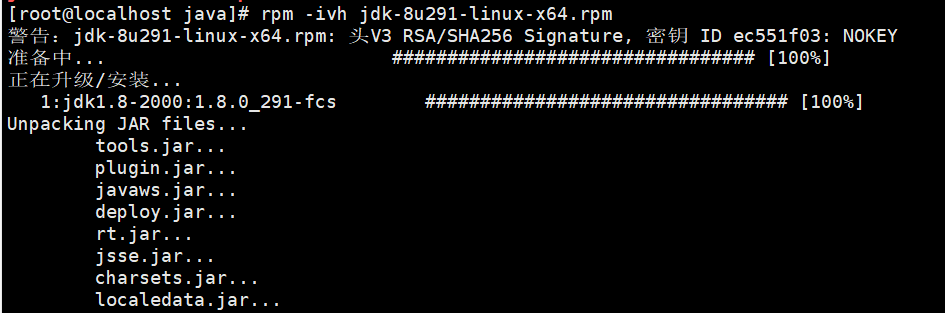 [root@localhost java]# rpm -ivh jdk-8u291-linux-x64.rpm
警告：jdk-8u291-linux-x64.rpm: 头V3 RSA/SHA256 Signature, 密钥 ID ec551f03: NOKEY
准备中... ################################# [100%]
正在升级/安装...
1:jdk1.8-2000:1.8.0_291-fcs ################################# [100%]
Unpacking JAR files...
tools.jar...
plugin.jar...
javaws.jar...
deploy.jar...
rt.jar...
jsse.jar...
charsets.jar...
localedata.jar...